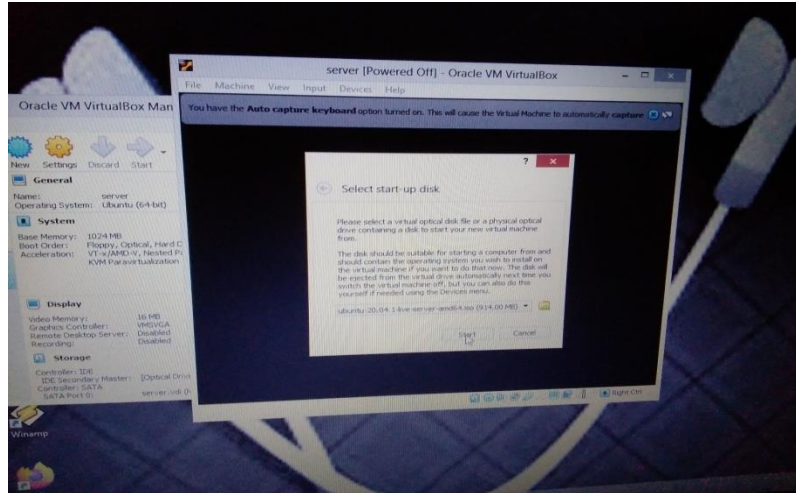 server [Powered Off] - Oracle VM VirtualBox
File Machine View Input Devices Help
You have the Auto capture keyboard option turned on. This will cause the Virtual Machine to automatically capture
Oracle VM VirtualBox Man
New Settings Discard Start
General
Name: server
Operating System: Ubuntu (64-bit)
System
Base Memory: 1024 MB
Boot Order: Floppy, Optical, Hard D
Acceleration: VT-x/AMD-V, Nested P
KVM Paravirtualization
Display
Video Memory: 16 MB
Graphics Controller: VMSVGA
Remote Desktop Server: Disabled
Recording: Disabled
Storage
Controller: IDE
IDE Secondary Master: [Optical Driv
Controller: SATA
SATA Port 0: server.vdi (N
Winamp
?
Select start-up disk
Please select a virtual optical disk file or a physical optical
drive containing a disk to start your new virtual machine
from.
The disk should be suitable for starting a computer from and
should contain the operating system you wish to install on
the virtual machine if you want to do that now. The disk will
be ejected from the virtual drive automatically next time you
switch the virtual machine off, but you can also do this
yourself if needed using the Devices menu.
ubuntu-20.04.1-live-server-amd64.iso (914,00 MB)
Start Cancel
Right Ctrl